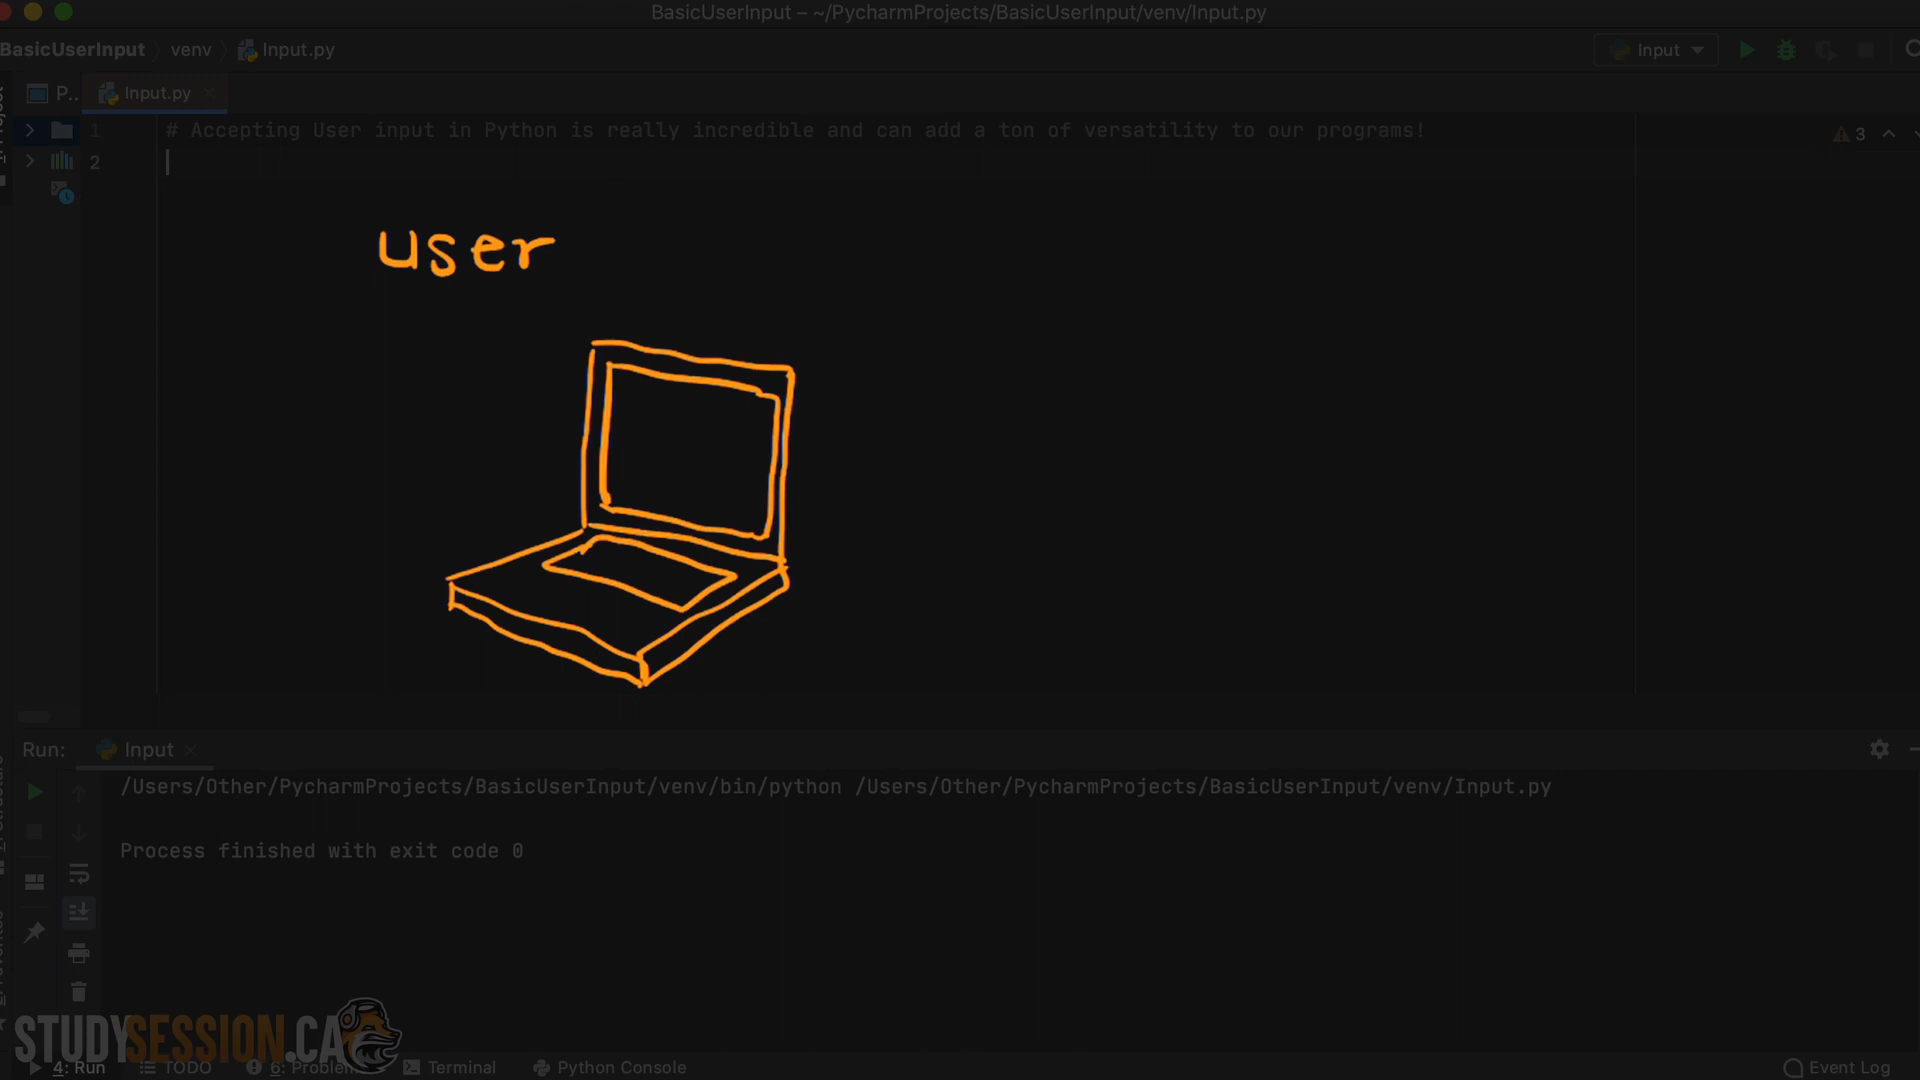 BasicUserInput – ~/PycharmProjects/BasicUserInput/venv/Input.py
BasicUserInput venv Input.py
Input
P.. Input.py
1 # Accepting User input in Python is really incredible and can add a ton of versatility to our programs!
3
2
user
Run: Input
/Users/Other/PycharmProjects/BasicUserInput/venv/bin/python /Users/Other/PycharmProjects/BasicUserInput/venv/Input.py
Process finished with exit code 0
STUDYSESSION.CA
4: Run TODO 6: Problem Terminal Python Console Event Log